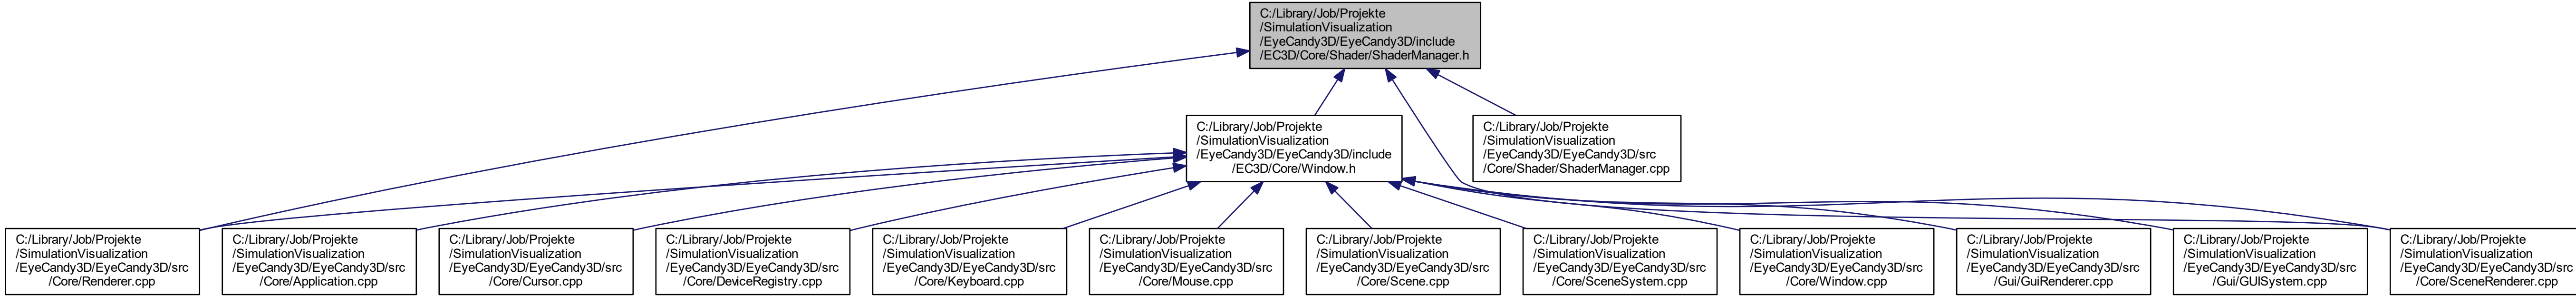 C:/Library/Job/Projekte
/SimulationVisualization
/EyeCandy3D/EyeCandy3D/include
/EC3D/Core/Shader/ShaderManager.h
C:/Library/Job/Projekte
/SimulationVisualization
/EyeCandy3D/EyeCandy3D/include
/EC3D/Core/Window.h
C:/Library/Job/Projekte
/SimulationVisualization
/EyeCandy3D/EyeCandy3D/src
/Core/Shader/ShaderManager.cpp
C:/Library/Job/Projekte
/SimulationVisualization
/EyeCandy3D/EyeCandy3D/src
/Core/Renderer.cpp
C:/Library/Job/Projekte
/SimulationVisualization
/EyeCandy3D/EyeCandy3D/src
/Core/Application.cpp
C:/Library/Job/Projekte
/SimulationVisualization
/EyeCandy3D/EyeCandy3D/src
/Core/Cursor.cpp
C:/Library/Job/Projekte
/SimulationVisualization
/EyeCandy3D/EyeCandy3D/src
/Core/DeviceRegistry.cpp
C:/Library/Job/Projekte
/SimulationVisualization
/EyeCandy3D/EyeCandy3D/src
/Core/Keyboard.cpp
C:/Library/Job/Projekte
/SimulationVisualization
/EyeCandy3D/EyeCandy3D/src
/Core/Mouse.cpp
C:/Library/Job/Projekte
/SimulationVisualization
/EyeCandy3D/EyeCandy3D/src
/Core/Scene.cpp
C:/Library/Job/Projekte
/SimulationVisualization
/EyeCandy3D/EyeCandy3D/src
/Core/SceneSystem.cpp
C:/Library/Job/Projekte
/SimulationVisualization
/EyeCandy3D/EyeCandy3D/src
/Core/Window.cpp
C:/Library/Job/Projekte
/SimulationVisualization
/EyeCandy3D/EyeCandy3D/src
/Gui/GuiRenderer.cpp
C:/Library/Job/Projekte
/SimulationVisualization
/EyeCandy3D/EyeCandy3D/src
/Gui/GUISystem.cpp
C:/Library/Job/Projekte
/SimulationVisualization
/EyeCandy3D/EyeCandy3D/src
/Core/SceneRenderer.cpp